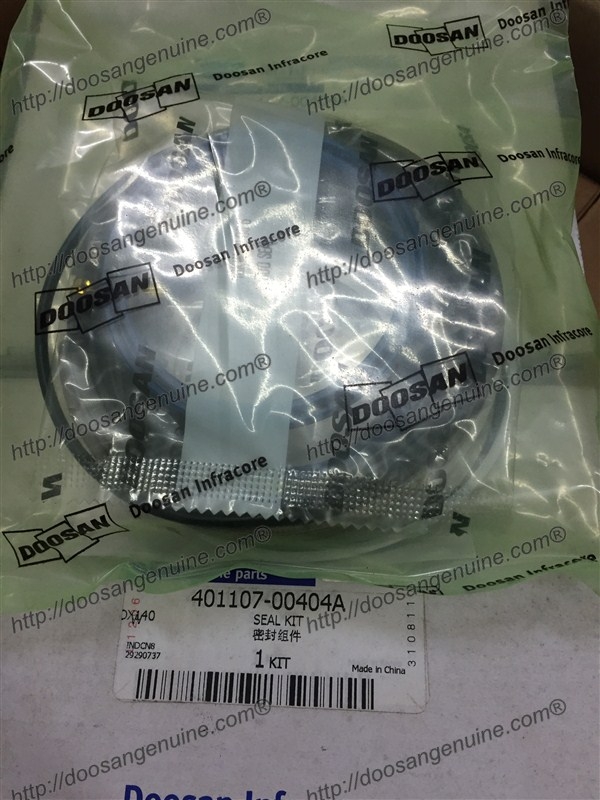 DOOSAN
http://doosangenuine.com®
Doosan Infracore
DOOSAN
http://doosangenuine.com®
DOOSAN
Doosan Infracore
http://doosangenuine.com®
http://doosangenuine.com®
Doosan Infracore
DOOSAN
http://doosangenuine.com®
DOOSAN
Doosan Infracore
http://doosangenuine.com®
http://doosangenuine.com®
Doosan Infracore
DOOSAN
http://doosangenuine.com®
parts
401107-00404A
DX140
W
SEAL KIT
密封组件
29290737
1 KIT
Made in China
310811
http://doosangenuine.com®
http://doosangenuine.com®
Doosan